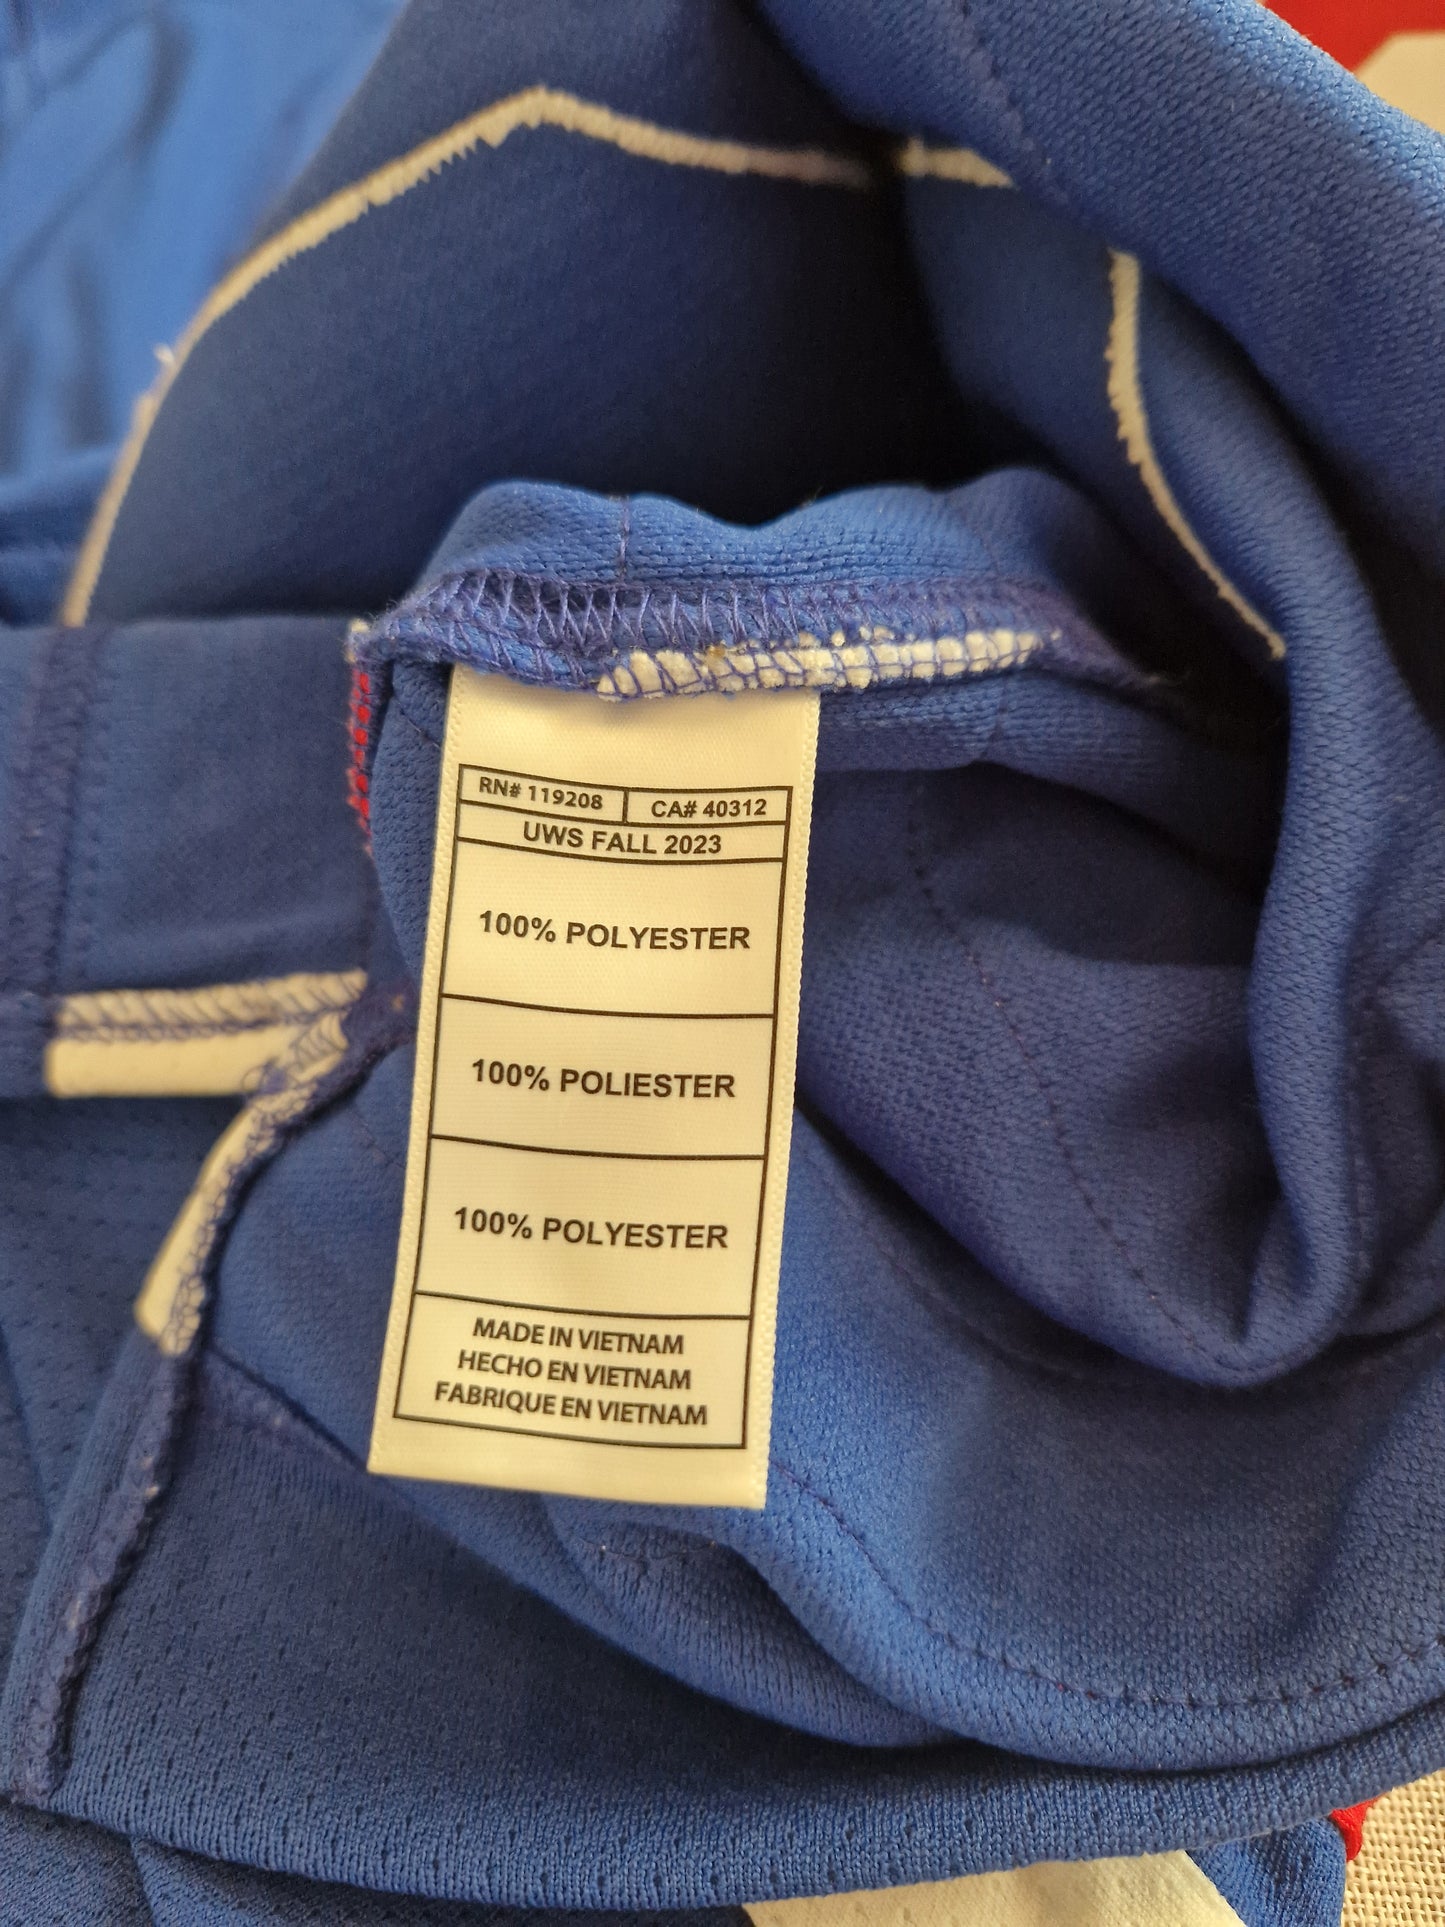 RN# 119208 CA# 40312
UWS FALL 2023
100% POLYESTER
100% POLIESTER
100% POLYESTER
MADE IN VIETNAM
HECHO EN VIETNAM
FABRIQUE EN VIETNAM